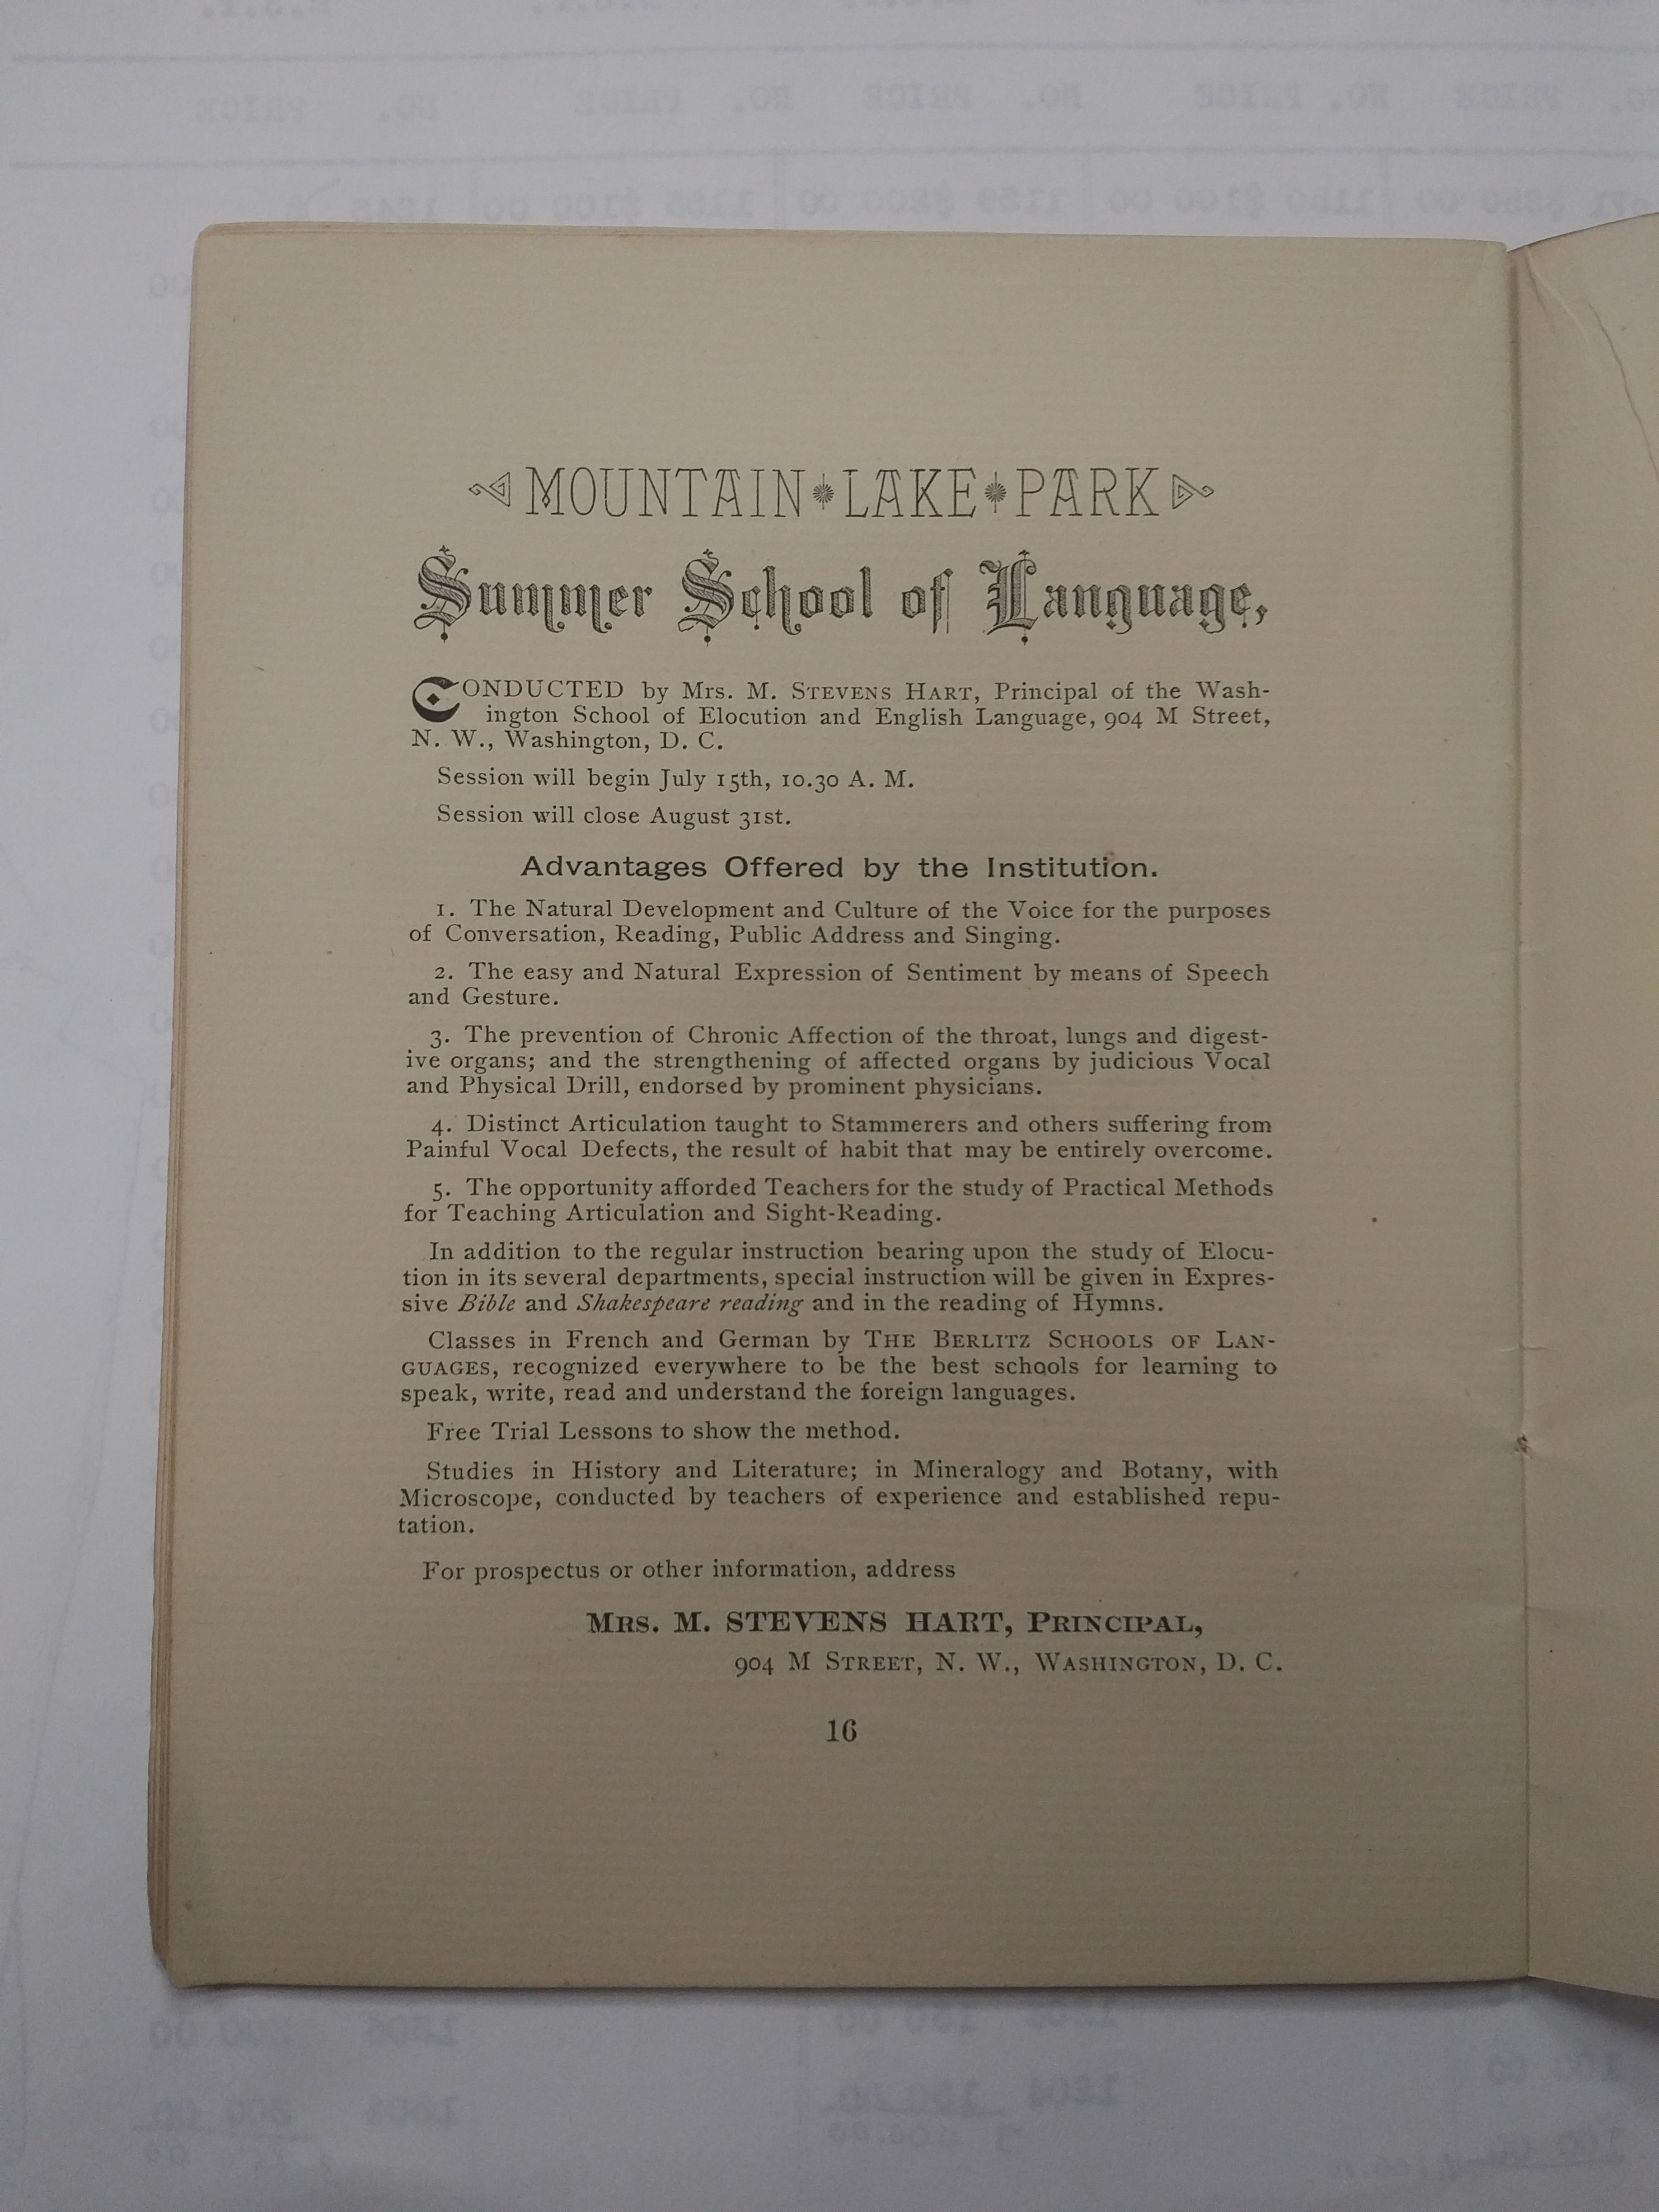 MOUNTAIN LAKE PARK
Summer School of Language,
CONDUCTED by Mrs. M. STEVENS HART, Principal of the Wash-
ington School of Elocution and English Language, 904 M Street,
N. W., Washington, D. C.
Session will begin July 15th, 10.30 A. M.
Session will close August 31st.
Advantages Offered by the Institution.
1. The Natural Development and Culture of the Voice for the purposes
of Conversation, Reading, Public Address and Singing.
2. The easy and Natural Expression of Sentiment by means of Speech
and Gesture.
3. The prevention of Chronic Affection of the throat, lungs and digest-
ive organs; and the strengthening of affected organs by judicious Vocal
and Physical Drill, endorsed by prominent physicians.
4. Distinct Articulation taught to Stammerers and others suffering from
Painful Vocal Defects, the result of habit that may be entirely overcome.
5. The opportunity afforded Teachers for the study of Practical Methods
for Teaching Articulation and Sight-Reading.
In addition to the regular instruction bearing upon the study of Elocu-
tion in its several departments, special instruction will be given in Expres-
sive Bible and Shakespeare reading and in the reading of Hymns.
Classes in French and German by THE BERLITZ SCHOOLS OF LAN-
GUAGES, recognized everywhere to be the best schools for learning to
speak, write, read and understand the foreign languages.
Free Trial Lessons to show the method.
Studies in History and Literature; in Mineralogy and Botany, with
Microscope, conducted by teachers of experience and established repu-
tation.
For prospectus or other information, address
MRS. M. STEVENS HART, PRINCIPAL,
904 M STREET, N. W., WASHINGTON, D. C.
16